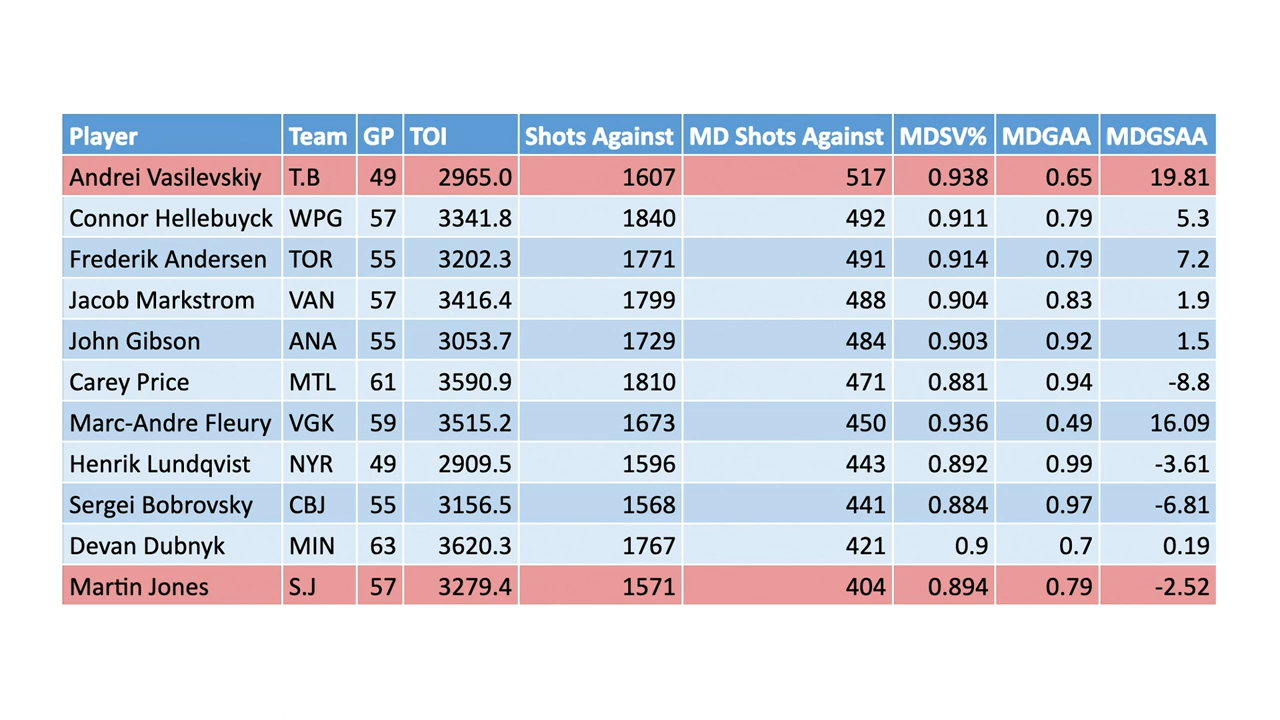 Player Team GP TOI Shots Against MD Shots Against MDSV% MDGAA MDGSAA
Andrei Vasilevskiy T.B 49 2965.0 1607 517 0.938 0.65 19.81
Connor Hellebuyck WPG 57 3341.8 1840 492 0.911 0.79 5.3
Frederik Andersen TOR 55 3202.3 1771 491 0.914 0.79 7.2
Jacob Markstrom VAN 57 3416.4 1799 488 0.904 0.83 1.9
John Gibson ANA 55 3053.7 1729 484 0.903 0.92 1.5
Carey Price MTL 61 3590.9 1810 471 0.881 0.94 -8.8
Marc-Andre Fleury VGK 59 3515.2 1673 450 0.936 0.49 16.09
Henrik Lundqvist NYR 49 2909.5 1596 443 0.892 0.99 -3.61
Sergei Bobrovsky CBJ 55 3156.5 1568 441 0.884 0.97 -6.81
Devan Dubnyk MIN 63 3620.3 1767 421 0.9 0.7 0.19
Martin Jones S.J 57 3279.4 1571 404 0.894 0.79 -2.52